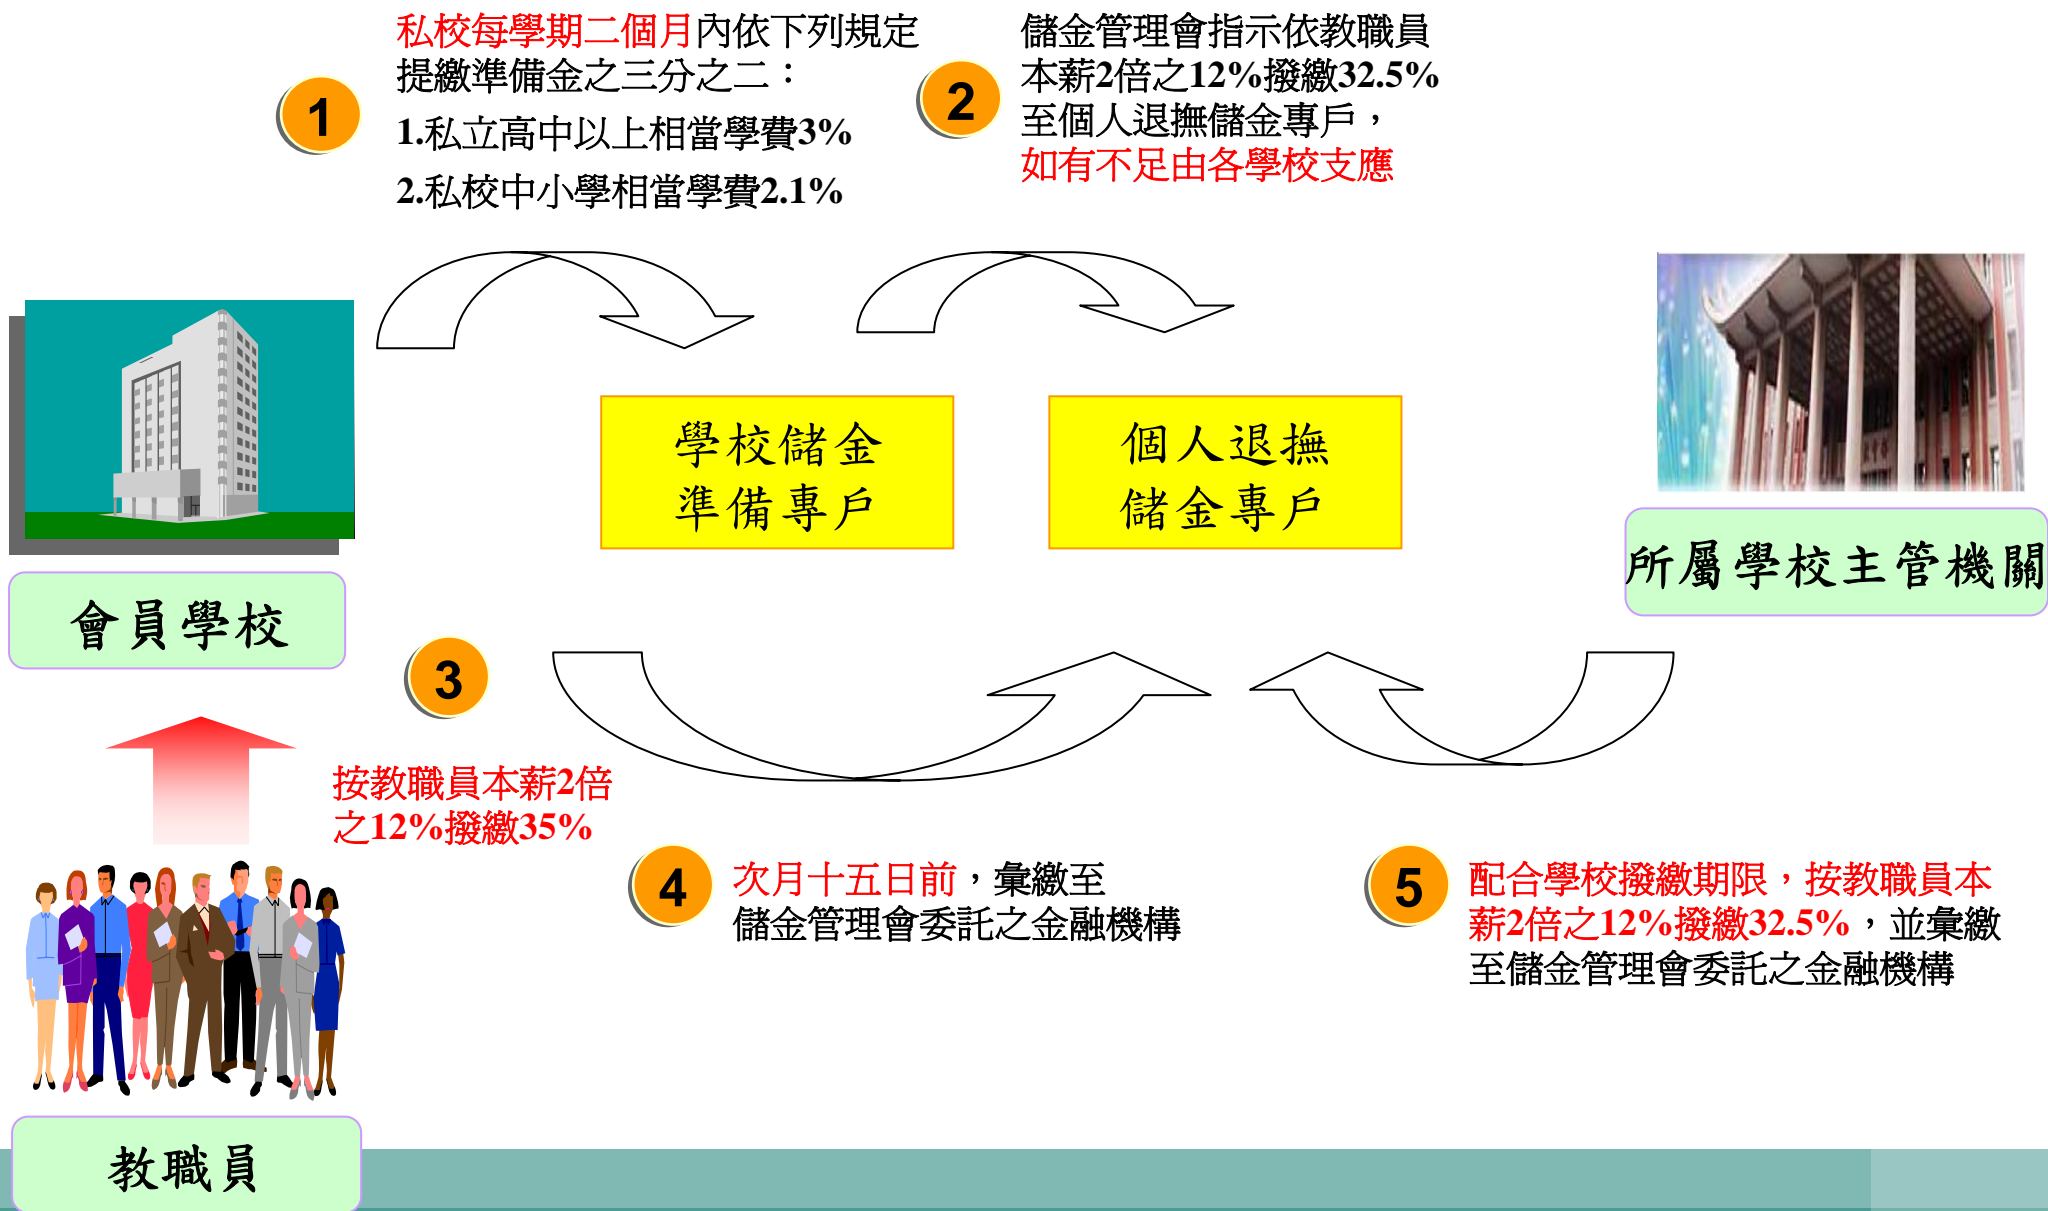 1
私校每學期二個月內依下列規定
提繳準備金之三分之二：
1.私立高中以上相當學費3%
2.私校中小學相當學費2.1%
2
儲金管理會指示依教職員
本薪2倍之12%撥繳32.5%
至個人退撫儲金專戶，
如有不足由各學校支應
學校儲金
準備專戶
個人退撫
儲金專戶
所屬學校主管機關
會員學校
3
按教職員本薪2倍
之12%撥繳35%
4
次月十五日前，彙繳至
儲金管理會委託之金融機構
5
配合學校撥繳期限，按教職員本
薪2倍之12%撥繳32.5%，並彙繳
至儲金管理會委託之金融機構
教職員